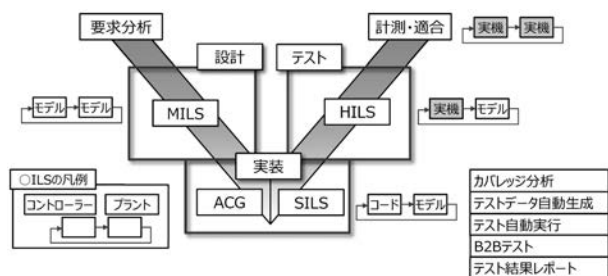 要求分析
計測・適合
実機
実機
設計
テスト
モデル
モデル
MILS
HILS
実機
モデル
実装
○ILSの凡例
コントローラー
プラント
ACG
SILS
コード
モデル
カバレッジ分析
テストデータ自動生成
テスト自動実行
B2Bテスト
テスト結果レポート